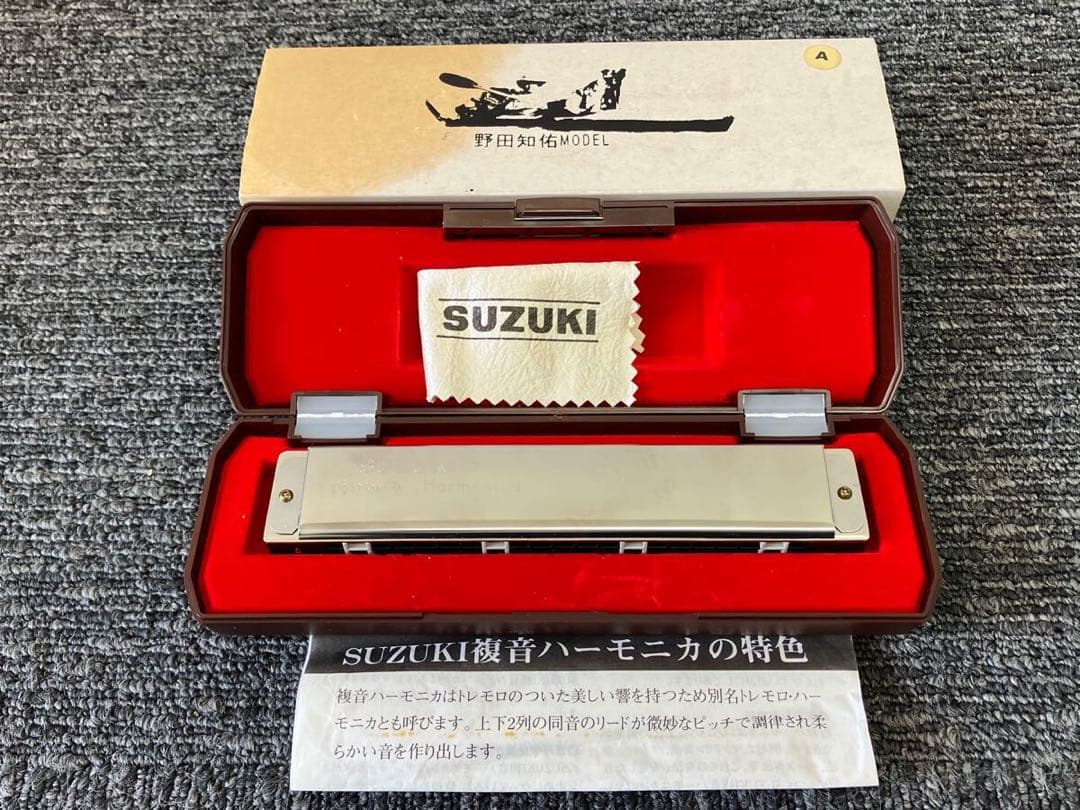 A
野田知佑MODEL
SUZUKI
SUZUKI複音ハーモニカの特色
複音ハーモニカはトレモロのついた美しい響を持つため別名トレモロ・ハー
モニカとも呼びます。上下2列の同音のリードが微妙なピッチで調律され柔
らかい音を作り出します。